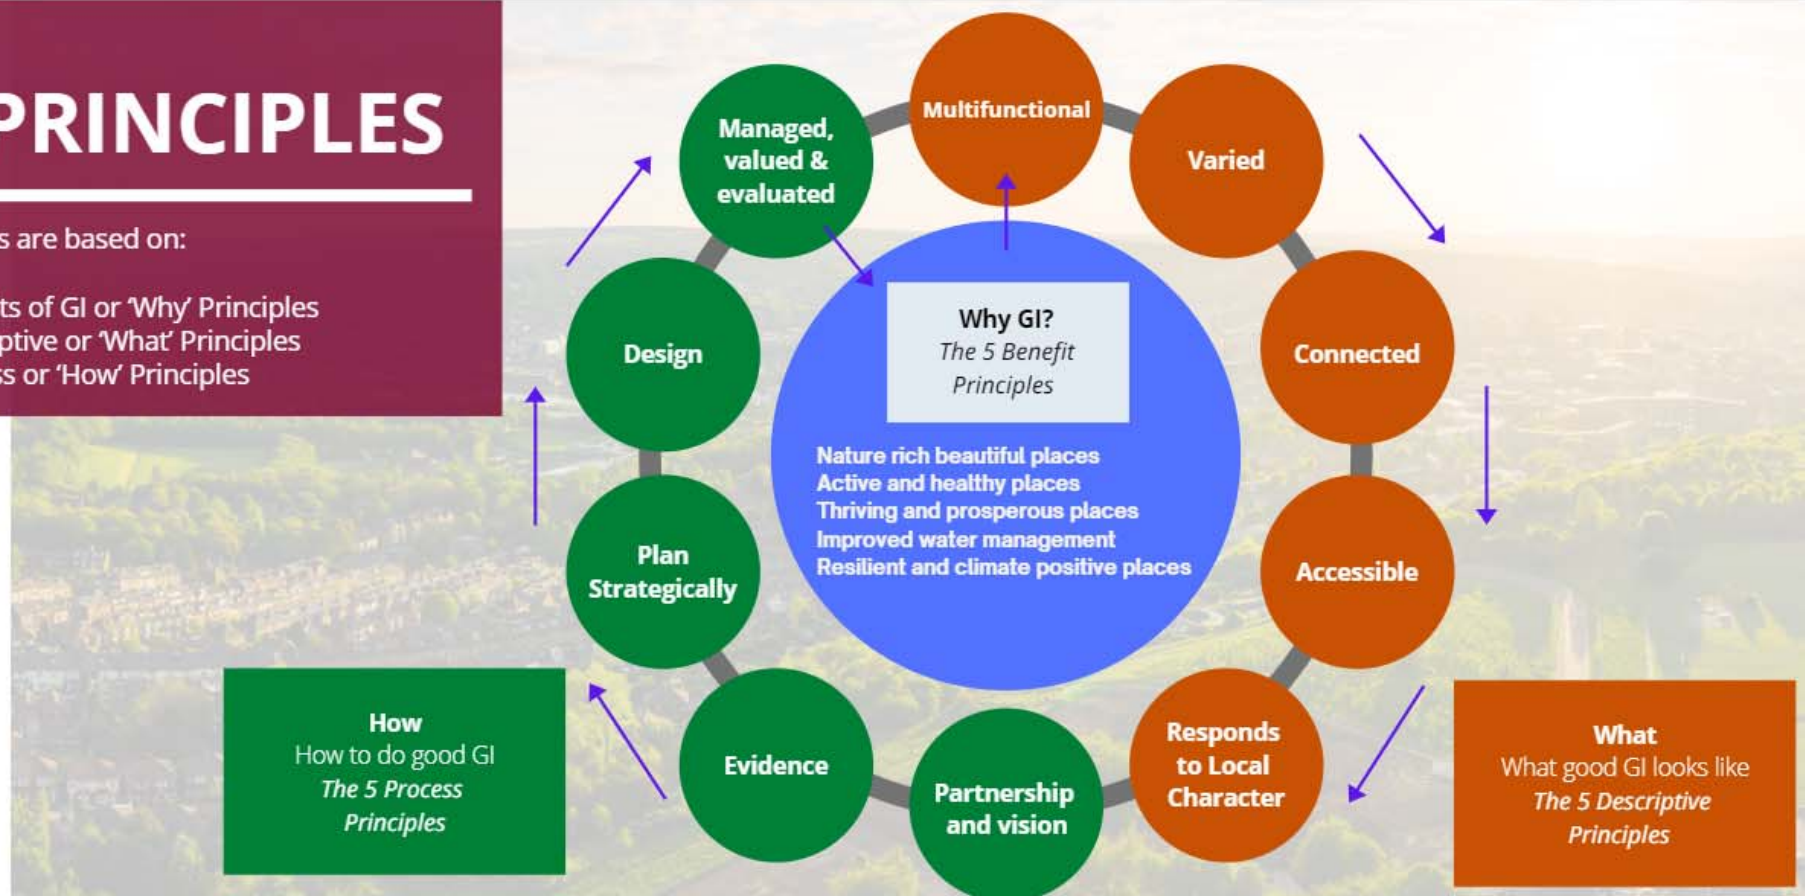 PRINCIPLES
are based on:
of GI or ‘Why’ Principles
or ‘What’ Principles
or ‘How’ Principles
Managed,
valued &
evaluated
Multifunctional
Varied
Connected
Accessible
Responds
to Local
Character
Partnership
and vision
Evidence
Plan
Strategically
Design
Why GI?
The 5 Benefit
Principles
Nature rich beautiful places
Active and healthy places
Thriving and prosperous places
Improved water management
Resilient and climate positive places
How
How to do good GI
The 5 Process
Principles
What
What good GI looks like
The 5 Descriptive
Principles